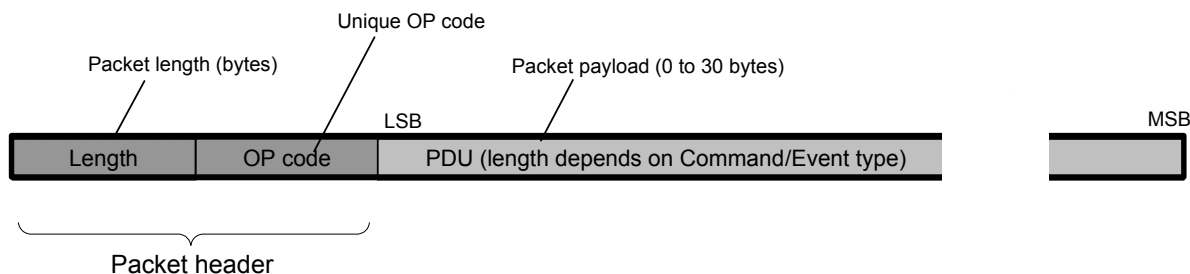 Unique OP code
Packet length (bytes)
Packet payload (0 to 30 bytes)
LSB
MSB
Length
OP code
PDU (length depends on Command/Event type)
Packet header